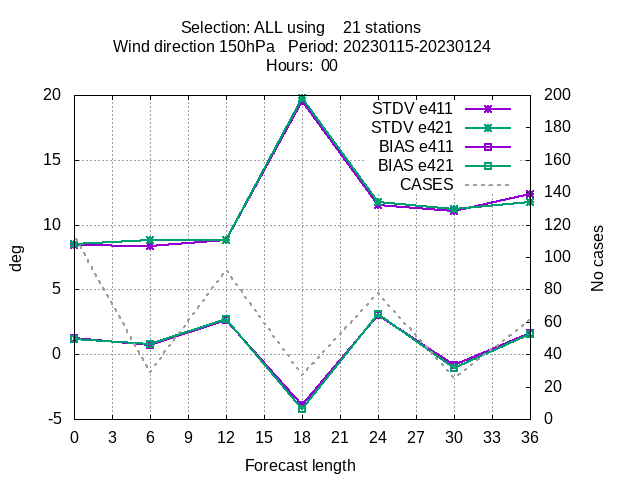 Selection: ALL using    21 stations
Wind direction 150hPa   Period: 20230115-20230124
Hours:  00
20
15
10
5
0
-5
deg
STDV e411
STDV e421
BIAS e411
BIAS e421
CASES
200
180
160
140
120
100
80
60
40
20
0
No cases
0 3 6 9 12 15 18 21 24 27 30 33 36
Forecast length